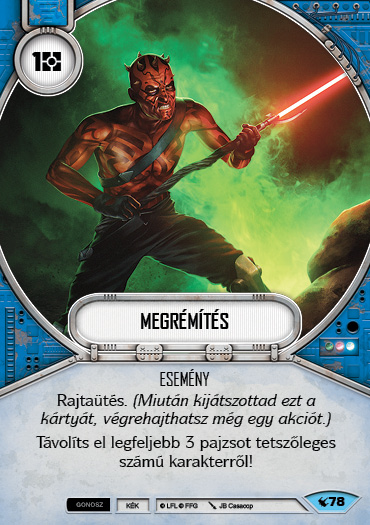 1
MEGRÉMÍTÉS
ESEMÉNY
Rajtaütés. (Miután kijátszottad ezt a
kártyát, végrehajthatsz még egy akciót.)
Távolíts el legfeljebb 3 pajzsot tetszőleges
számú karakterről!
GONOSZ KÉK © LFL © FFG JB Casacop 78